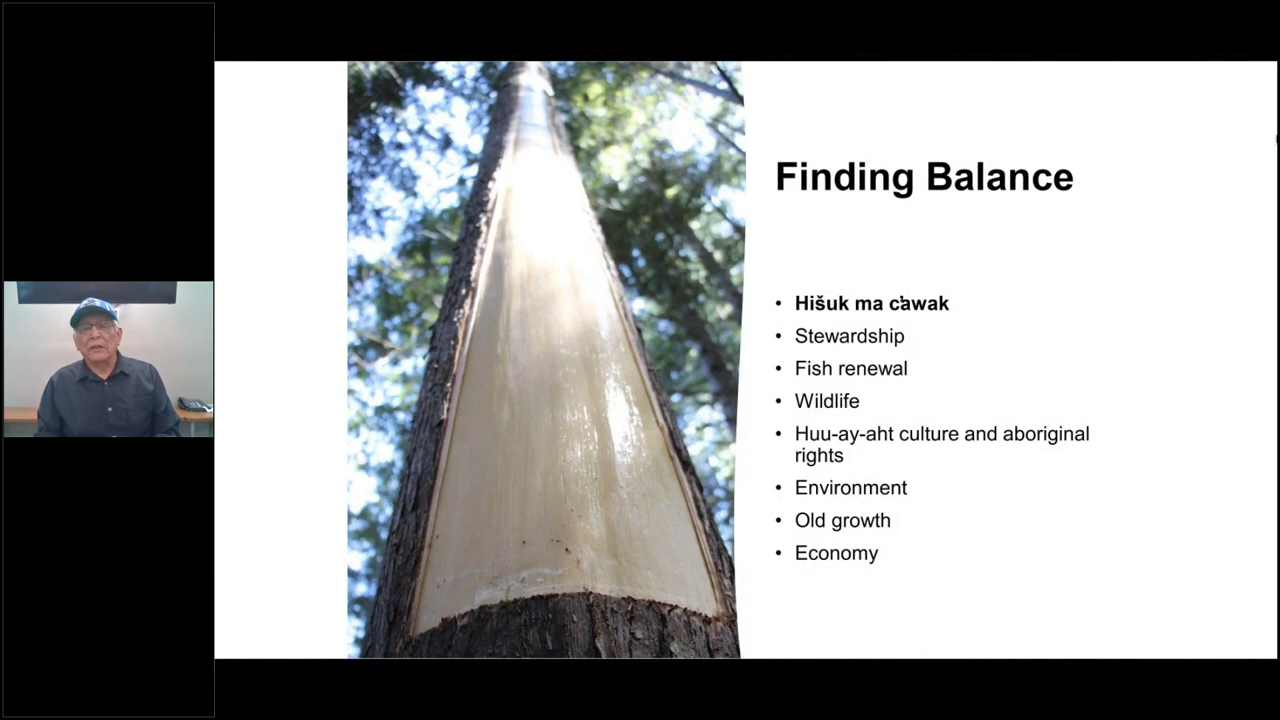 Finding Balance
• Hišuk ma c̓awak
• Stewardship
• Fish renewal
• Wildlife
• Huu-ay-aht culture and aboriginal
rights
• Environment
• Old growth
• Economy